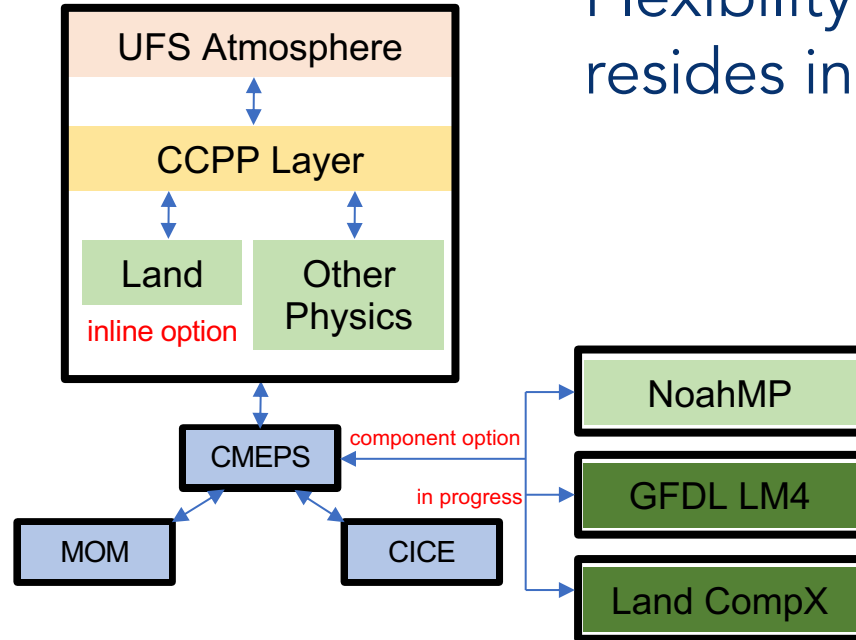 Flexibility
resides in
UFS Atmosphere
CCPP Layer
Land
inline option
Other
Physics
CMEPS
component option
in progress
MOM
CICE
NoahMP
GFDL LM4
Land CompX